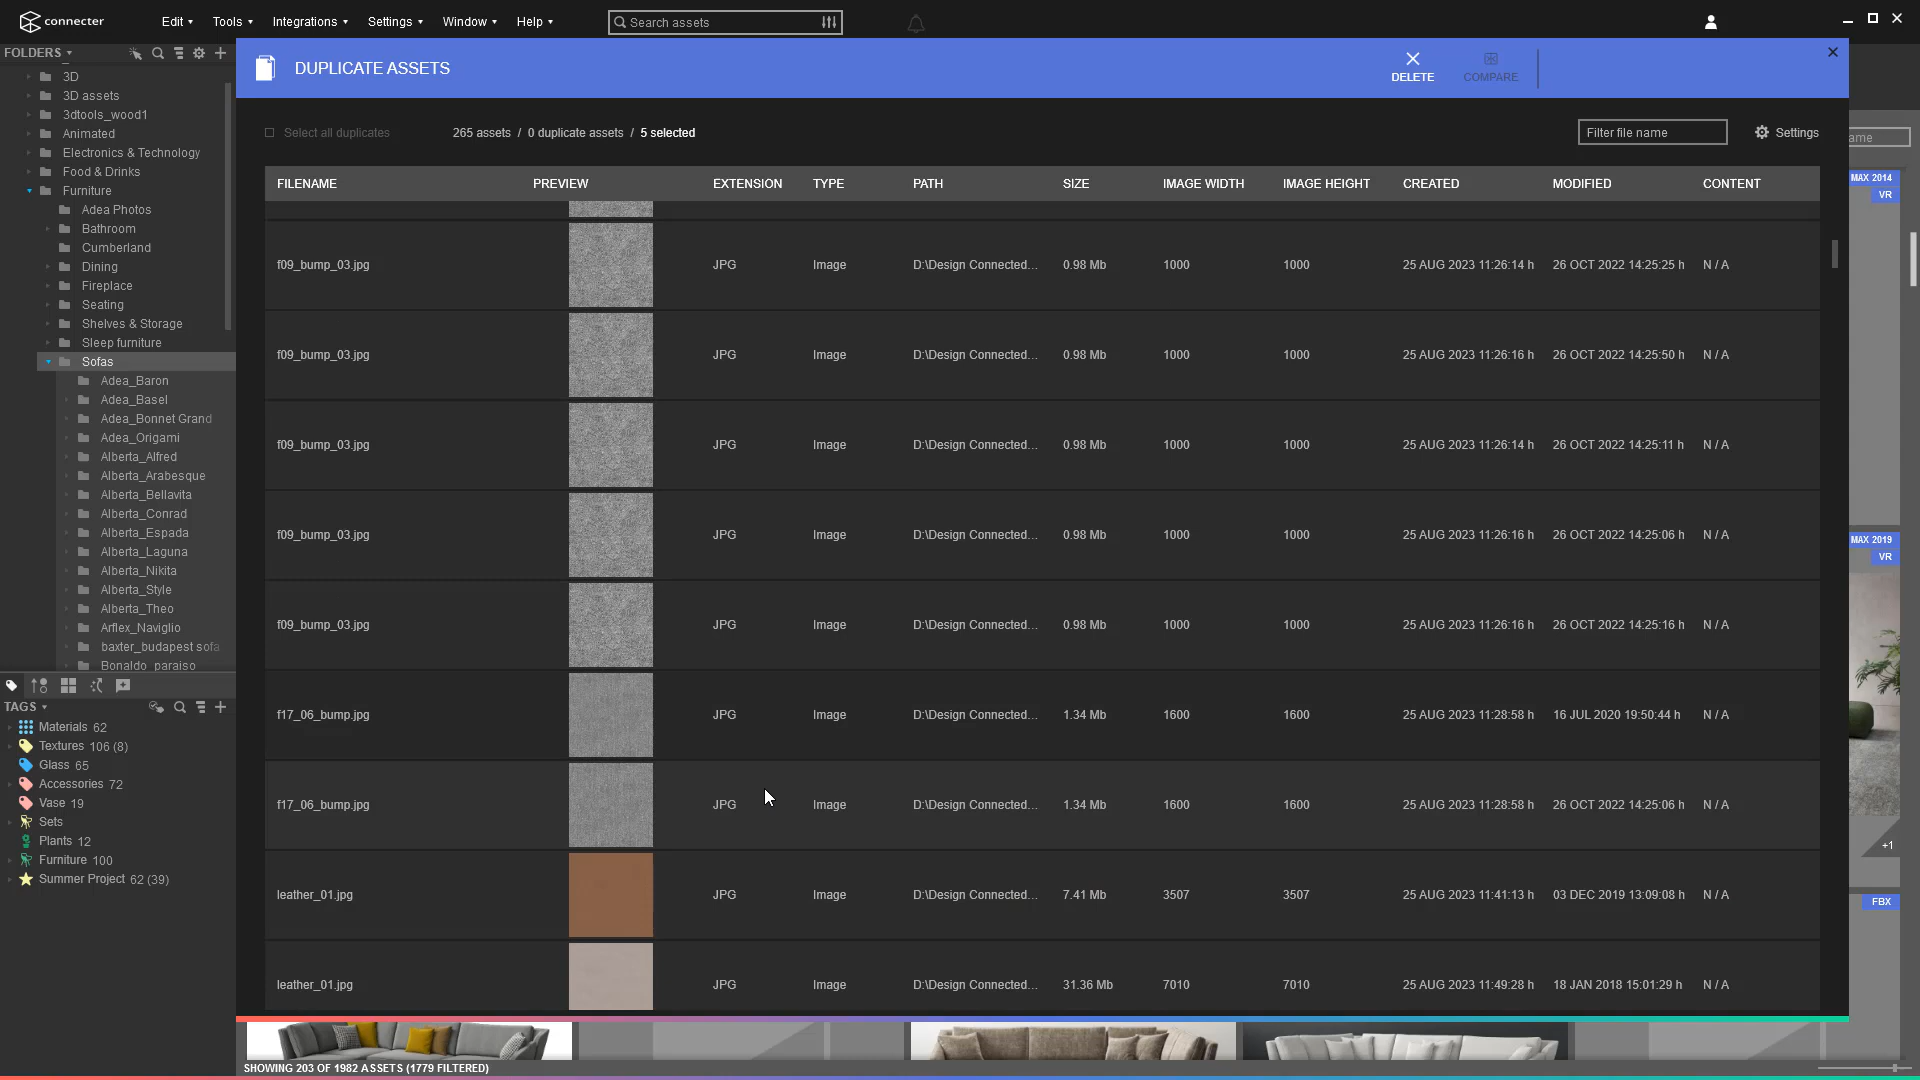 connecter
Edit
Tools
Integrations
Settings
Window
Help
Search assets
FOLDERS
3D
3D assets
3dtools_wood1
Animated
Electronics & Technology
Food & Drinks
Furniture
Adea Photos
Bathroom
Cumberland
Dining
Fireplace
Seating
Shelves & Storage
Sleep furniture
Sofas
Adea_Baron
Adea_Basel
Adea_Bonnet Grand
Adea_Origami
Alberta_Alfred
Alberta_Arabesque
Alberta_Bellavita
Alberta_Conrad
Alberta_Espada
Alberta_Laguna
Alberta_Nikita
Alberta_Style
Alberta_Theo
Arflex_Naviglio
baxter_budapest sofa
Bonaldo_paraiso
TAGS
Materials 62
Textures 106 (8)
Glass 65
Accessories 72
Vase 19
Sets
Plants 12
Furniture 100
Summer Project 62 (39)
DUPLICATE ASSETS
DELETE
COMPARE
Select all duplicates
265 assets / 0 duplicate assets / 5 selected
Filter file name
Settings
FILENAME PREVIEW EXTENSION TYPE PATH SIZE IMAGE WIDTH IMAGE HEIGHT CREATED MODIFIED CONTENT
f09_bump_03.jpg JPG Image D:\Design Connected... 0.98 Mb 1000 1000 25 AUG 2023 11:26:14 h 26 OCT 2022 14:25:25 h N / A
f09_bump_03.jpg JPG Image D:\Design Connected... 0.98 Mb 1000 1000 25 AUG 2023 11:26:16 h 26 OCT 2022 14:25:50 h N / A
f09_bump_03.jpg JPG Image D:\Design Connected... 0.98 Mb 1000 1000 25 AUG 2023 11:26:14 h 26 OCT 2022 14:25:11 h N / A
f09_bump_03.jpg JPG Image D:\Design Connected... 0.98 Mb 1000 1000 25 AUG 2023 11:26:16 h 26 OCT 2022 14:25:06 h N / A
f09_bump_03.jpg JPG Image D:\Design Connected... 0.98 Mb 1000 1000 25 AUG 2023 11:26:16 h 26 OCT 2022 14:25:16 h N / A
f17_06_bump.jpg JPG Image D:\Design Connected... 1.34 Mb 1600 1600 25 AUG 2023 11:28:58 h 16 JUL 2020 19:50:44 h N / A
f17_06_bump.jpg JPG Image D:\Design Connected... 1.34 Mb 1600 1600 25 AUG 2023 11:28:58 h 26 OCT 2022 14:25:06 h N / A
leather_01.jpg JPG Image D:\Design Connected... 7.41 Mb 3507 3507 25 AUG 2023 11:41:13 h 03 DEC 2019 13:09:08 h N / A
leather_01.jpg JPG Image D:\Design Connected... 31.36 Mb 7010 7010 25 AUG 2023 11:49:28 h 18 JAN 2018 15:01:29 h N / A
ame
MAX 2014
VR
MAX 2019
VR
+1
FBX
SHOWING 203 OF 1982 ASSETS (1779 FILTERED)